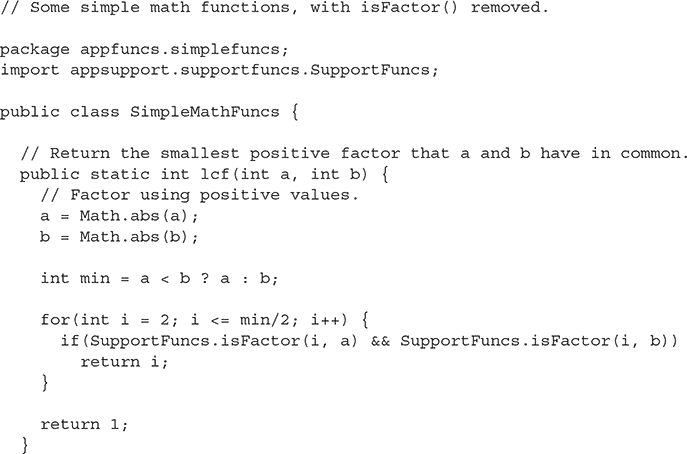 // Some simple math functions, with isFactor() removed.

package appfuncs.simplefuncs;
import appsupport.supportfuncs.SupportFuncs;

public class SimpleMathFuncs {

  // Return the smallest positive factor that a and b have in common.
  public static int lcf(int a, int b) {
    // Factor using positive values.
    a = Math.abs(a);
    b = Math.abs(b);

    int min = a < b ? a : b;

    for(int i = 2; i <= min/2; i++) {
      if(SupportFuncs.isFactor(i, a) && SupportFuncs.isFactor(i, b))
        return i;
    }

    return 1;
  }